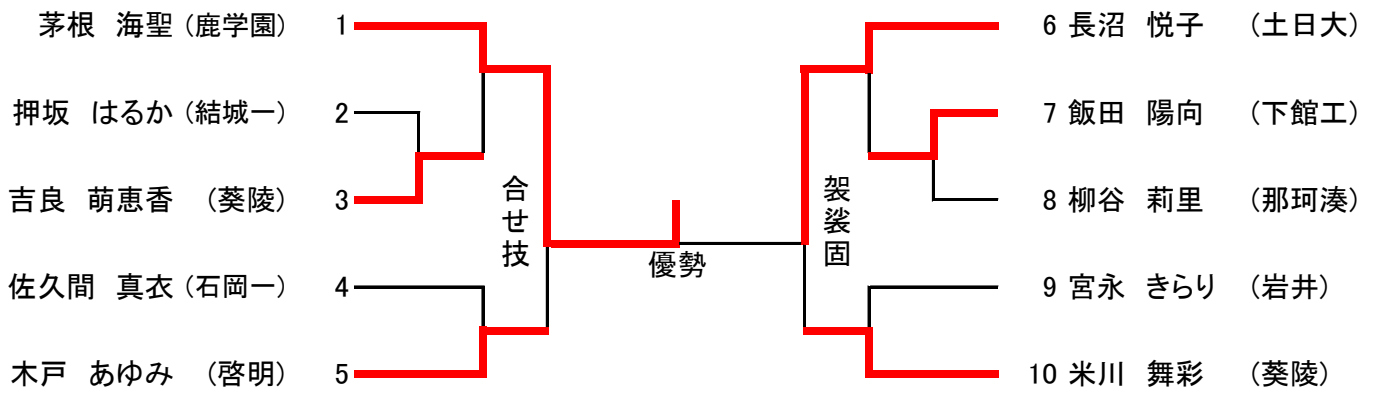 茅根 海聖 (鹿学園) 1
押坂 はるか (結城一) 2
吉良 萌恵香 (葵陵) 3
佐久間 真衣 (石岡一) 4
木戸 あゆみ (啓明) 5
合せ技
優勢
袈裟固
6 長沼 悦子 (土日大)
7 飯田 陽向 (下館工)
8 柳谷 莉里 (那珂湊)
9 宮永 きらり (岩井)
10 米川 舞彩 (葵陵)